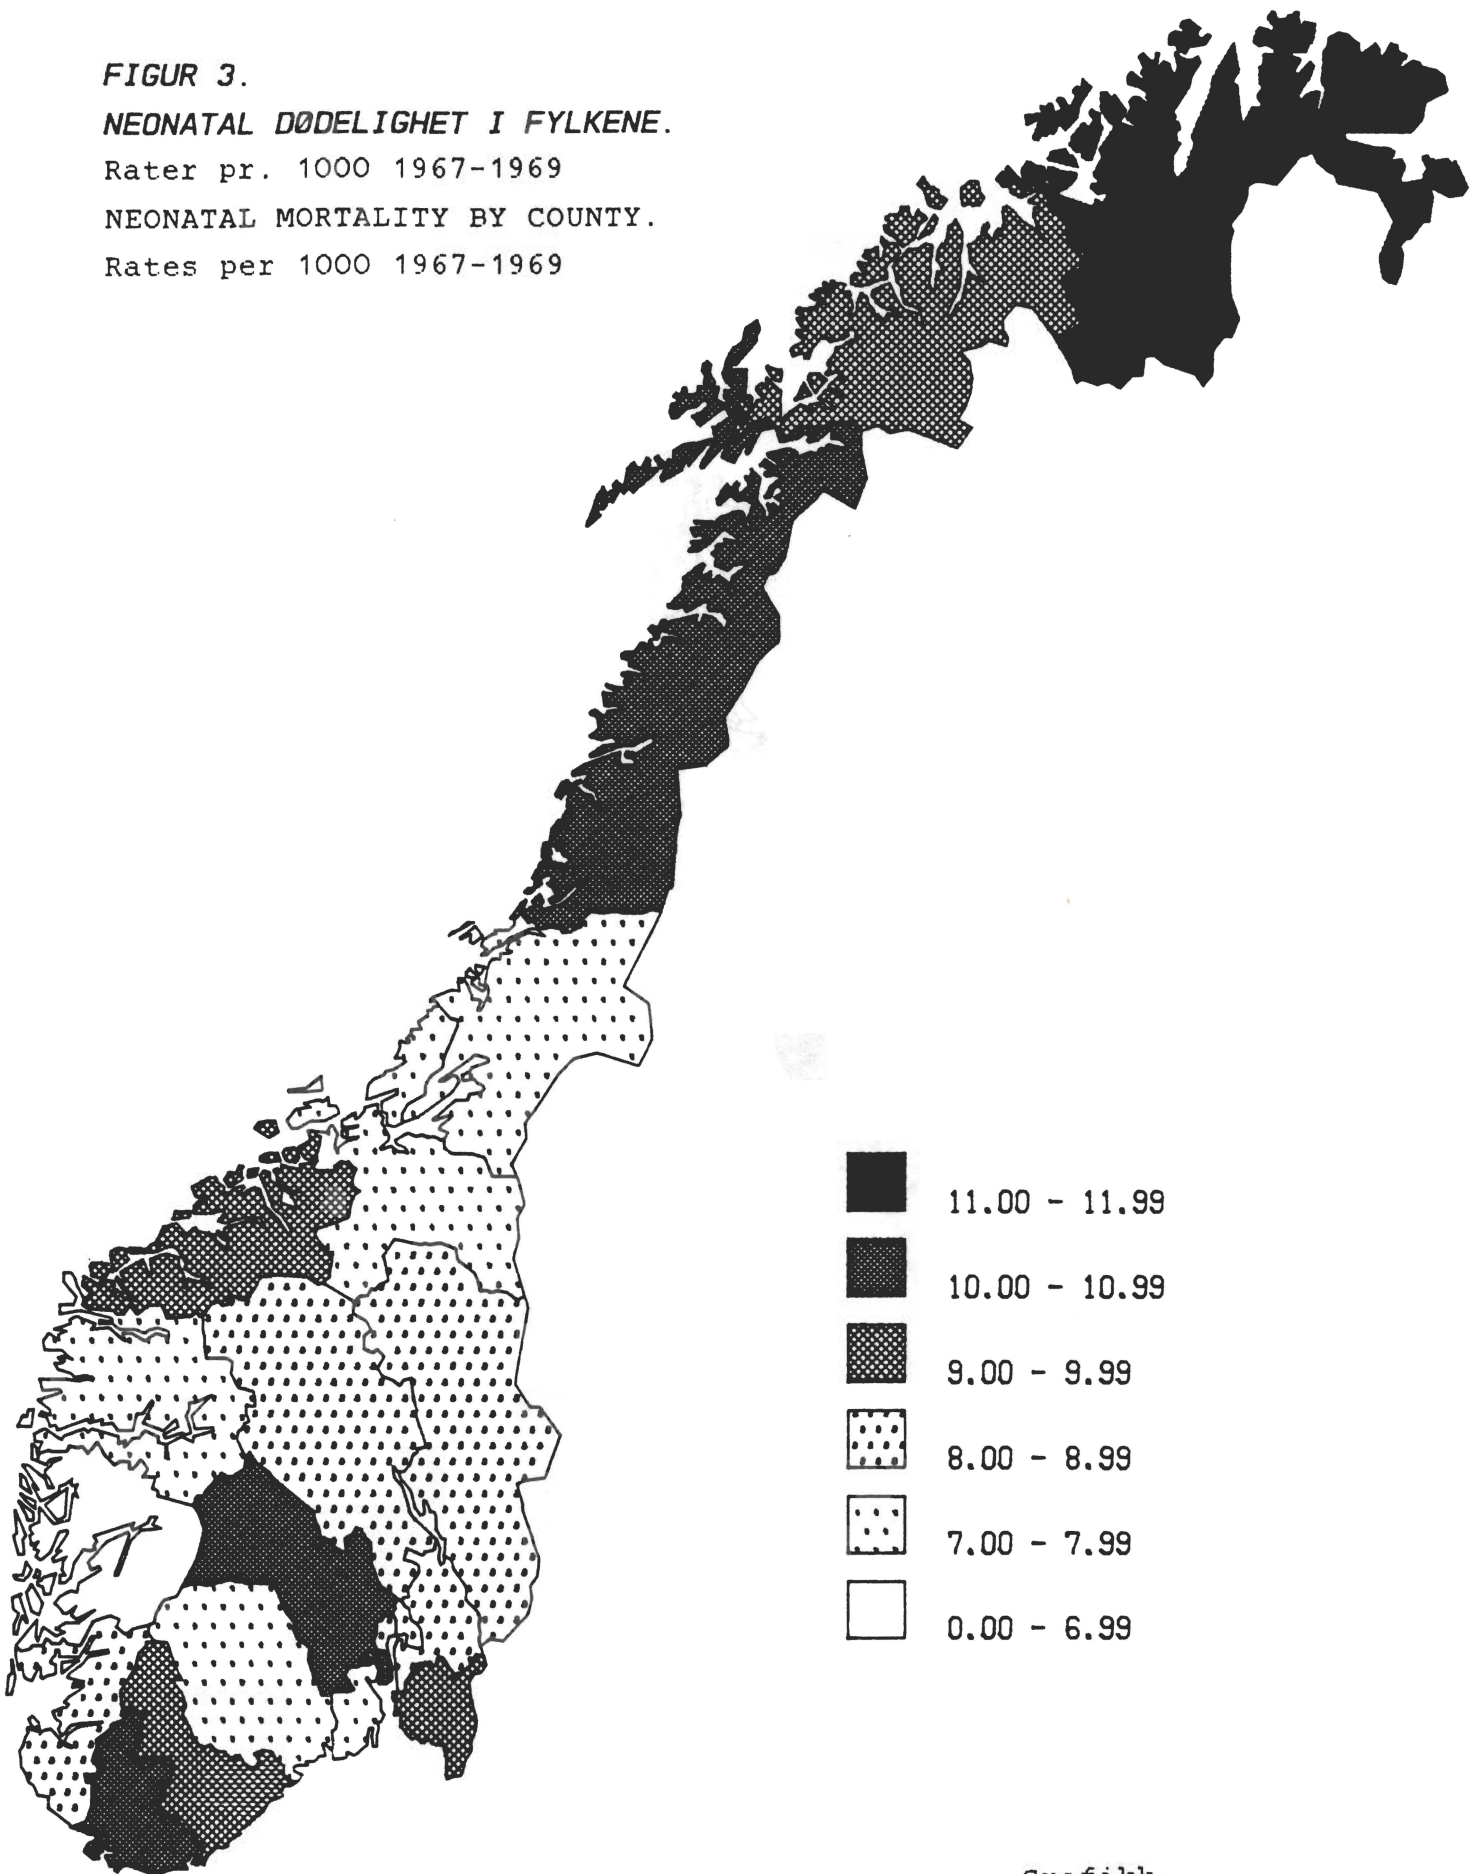 FIGUR 3.
NEONATAL DØDELIGHET I FYLKENE.
Rater pr. 1000 1967-1969
NEONATAL MORTALITY BY COUNTY.
Rates per 1000 1967-1969
11.00 - 11.99
10.00 - 10.99
9.00 - 9.99
8.00 - 8.99
7.00 - 7.99
0.00 - 6.99